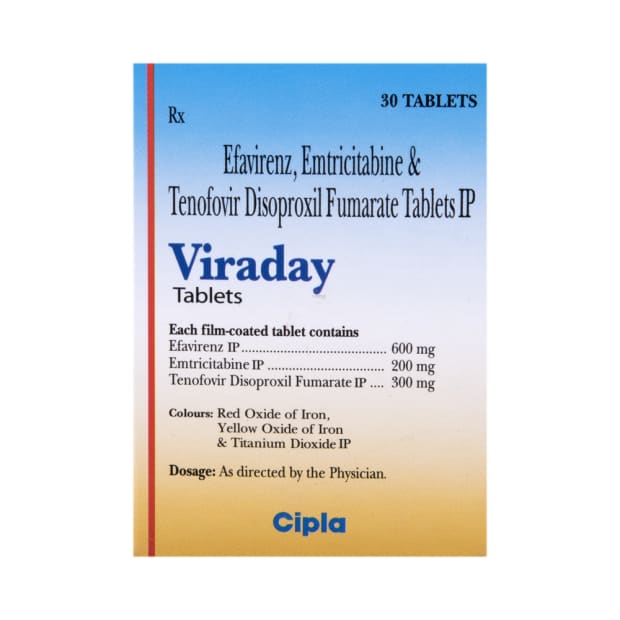 30 TABLETS
Rx
Efavirenz, Emtricitabine &
Tenofovir Disoproxil Fumarate Tablets IP
Viraday
Tablets
Each film-coated tablet contains
Efavirenz IP........................................ 600 mg
Emtricitabine IP ................................. 200 mg
Tenofovir Disoproxil Fumarate IP .... 300 mg
Colours: Red Oxide of Iron,
Yellow Oxide of Iron
& Titanium Dioxide IP
Dosage: As directed by the Physician.
Cipla